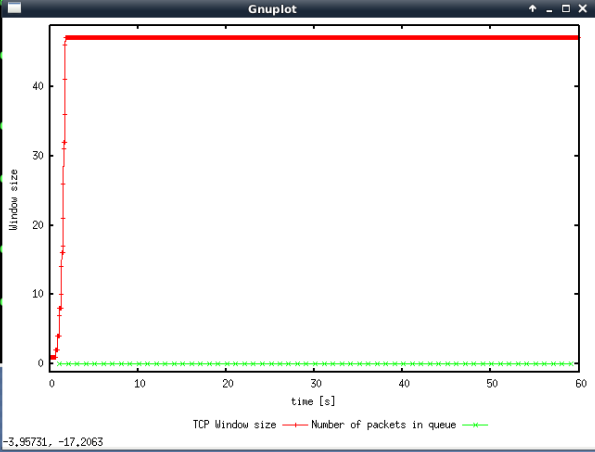 Gnuplot
40
30
20
10
0
Window size
0 10 20 30 40 50 60
time [s]
TCP Window size Number of packets in queue
-3.95731, -17.2063